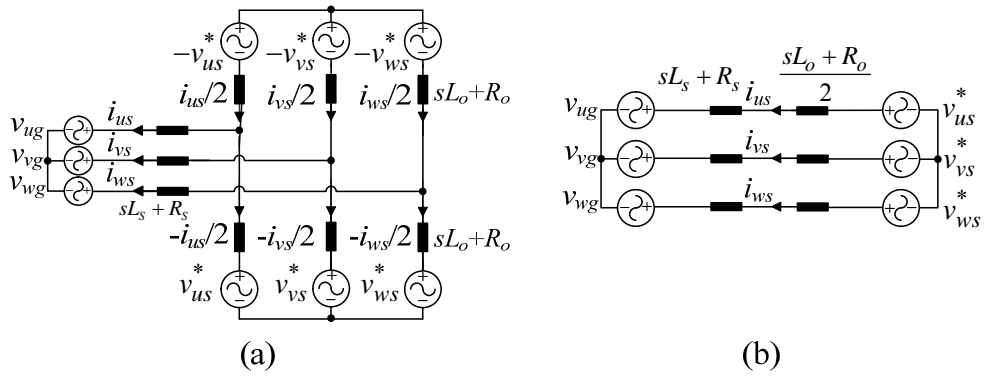 −v*us −v*vs −v*ws
ius/2 ivs/2 iws/2 sLo+Ro
vug ius
vvg ivs
vwg iws
sLs + Rs
-ius/2 -ivs/2 -iws/2 sLo+Ro
v*us v*vs v*ws
(a)
sLs + Rs (sLo + Ro)/2
vug ius v*us
vvg ivs v*vs
vwg iws v*ws
(b)